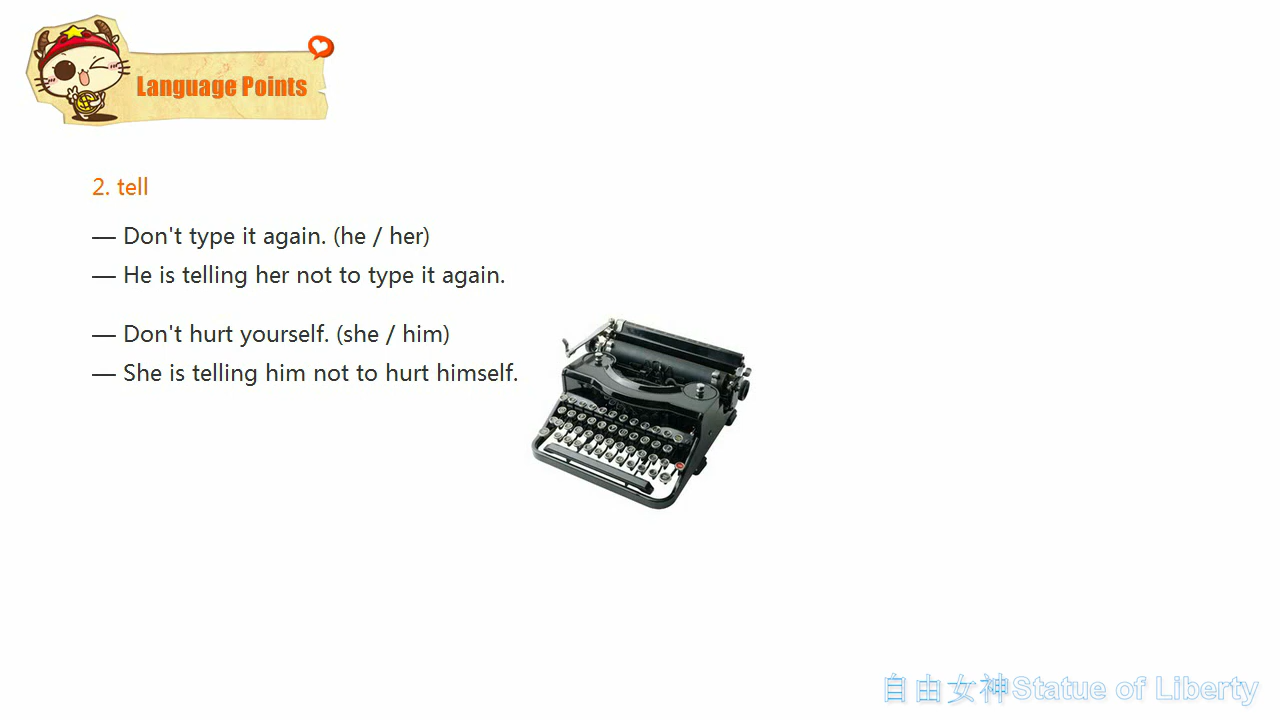 Language Points
2. tell
— Don't type it again. (he / her)
— He is telling her not to type it again.
— Don't hurt yourself. (she / him)
— She is telling him not to hurt himself.
自由女神Statue of Liberty